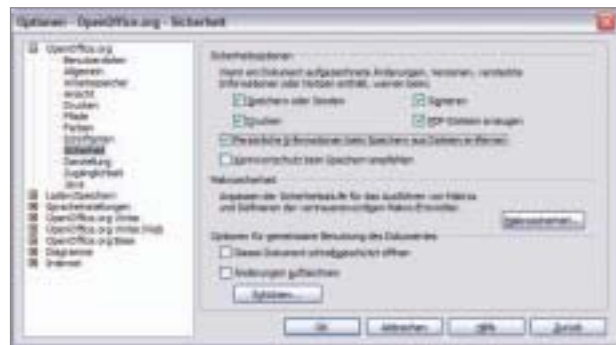 Optionen - OpenOffice.org - Sicherheit
OpenOffice.org
Benutzerdaten
Allgemein
Arbeitsspeicher
Ansicht
Drucken
Pfade
Farben
Schriftarten
Sicherheit
Darstellung
Zugänglichkeit
Java
Laden/Speichern
Spracheinstellungen
OpenOffice.org Writer
OpenOffice.org Writer/Web
OpenOffice.org Base
Diagramme
Internet
Sicherheitsoptionen
Wenn ein Dokument aufgezeichnete Änderungen, Versionen, versteckte
Informationen oder Notizen enthält, warnen beim:
Speichern oder Senden
Signieren
Drucken
PDF-Dateien erzeugen
Persönliche Informationen beim Speichern aus Dateien entfernen
Kennwortschutz beim Speichern empfehlen
Makrosicherheit
Anpassen der Sicherheitsstufe für das Ausführen von Makros
und Definieren der vertrauenswürdigen Makro-Ersteller.
Makrosicherheit...
Optionen für gemeinsame Benutzung des Dokumentes
Dieses Dokument schreibgeschützt öffnen
Änderungen aufzeichnen
Schützen...
OK
Abbrechen
Hilfe
Zurück